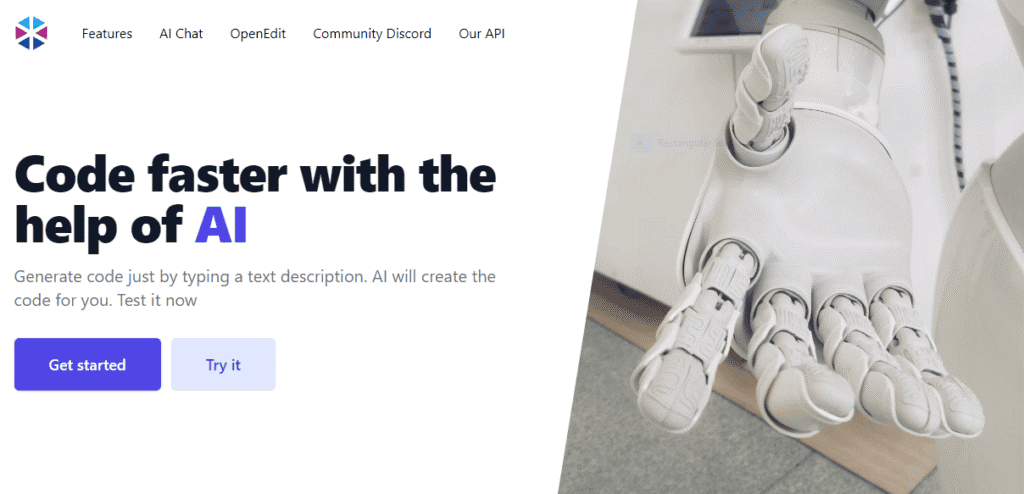 Features
AI Chat
OpenEdit
Community Discord
Our API
Code faster with the
help of AI
Generate code just by typing a text description. AI will create the
code for you. Test it now
Get started
Try it
Rectangular